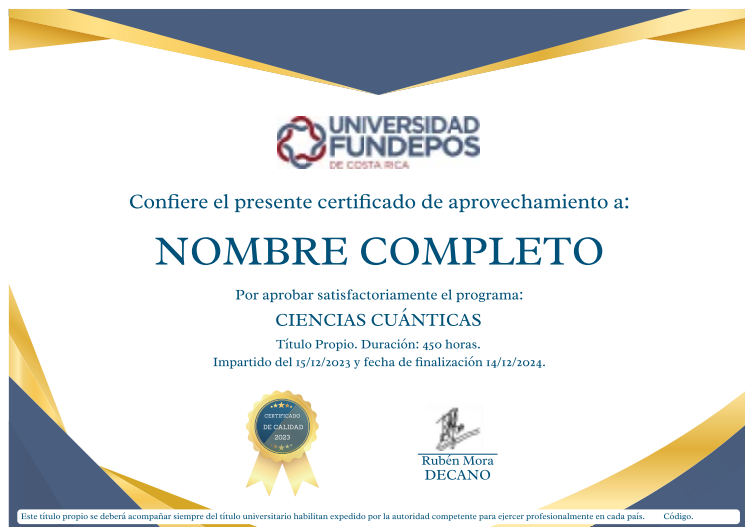 UNIVERSIDAD
FUNDEPOS
DE COSTA RICA
Confiere el presente certificado de aprovechamiento a:
NOMBRE COMPLETO
Por aprobar satisfactoriamente el programa:
CIENCIAS CUÁNTICAS
Título Propio. Duración: 450 horas.
Impartido del 15/12/2023 y fecha de finalización 14/12/2024.
CERTIFICADO
DE CALIDAD
2023
Rubén Mora
DECANO
Este título propio se deberá acompañar siempre del título universitario habilitan expedido por la autoridad competente para ejercer profesionalmente en cada país. Código.